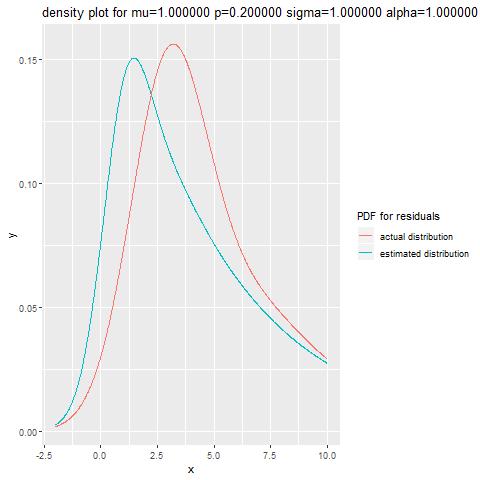 density plot for mu=1.000000 p=0.200000 sigma=1.000000 alpha=1.000000
0.15
0.10
0.05
0.00
y
-2.5
0.0
2.5
5.0
7.5
10.0
x
PDF for residuals
actual distribution
estimated distribution